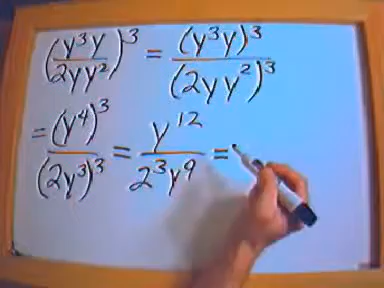 (y³y/2yy²)³ = (y³y)³/(2yy²)³
= (y⁴)³/(2y³)³ = y¹²/2³y⁹ =